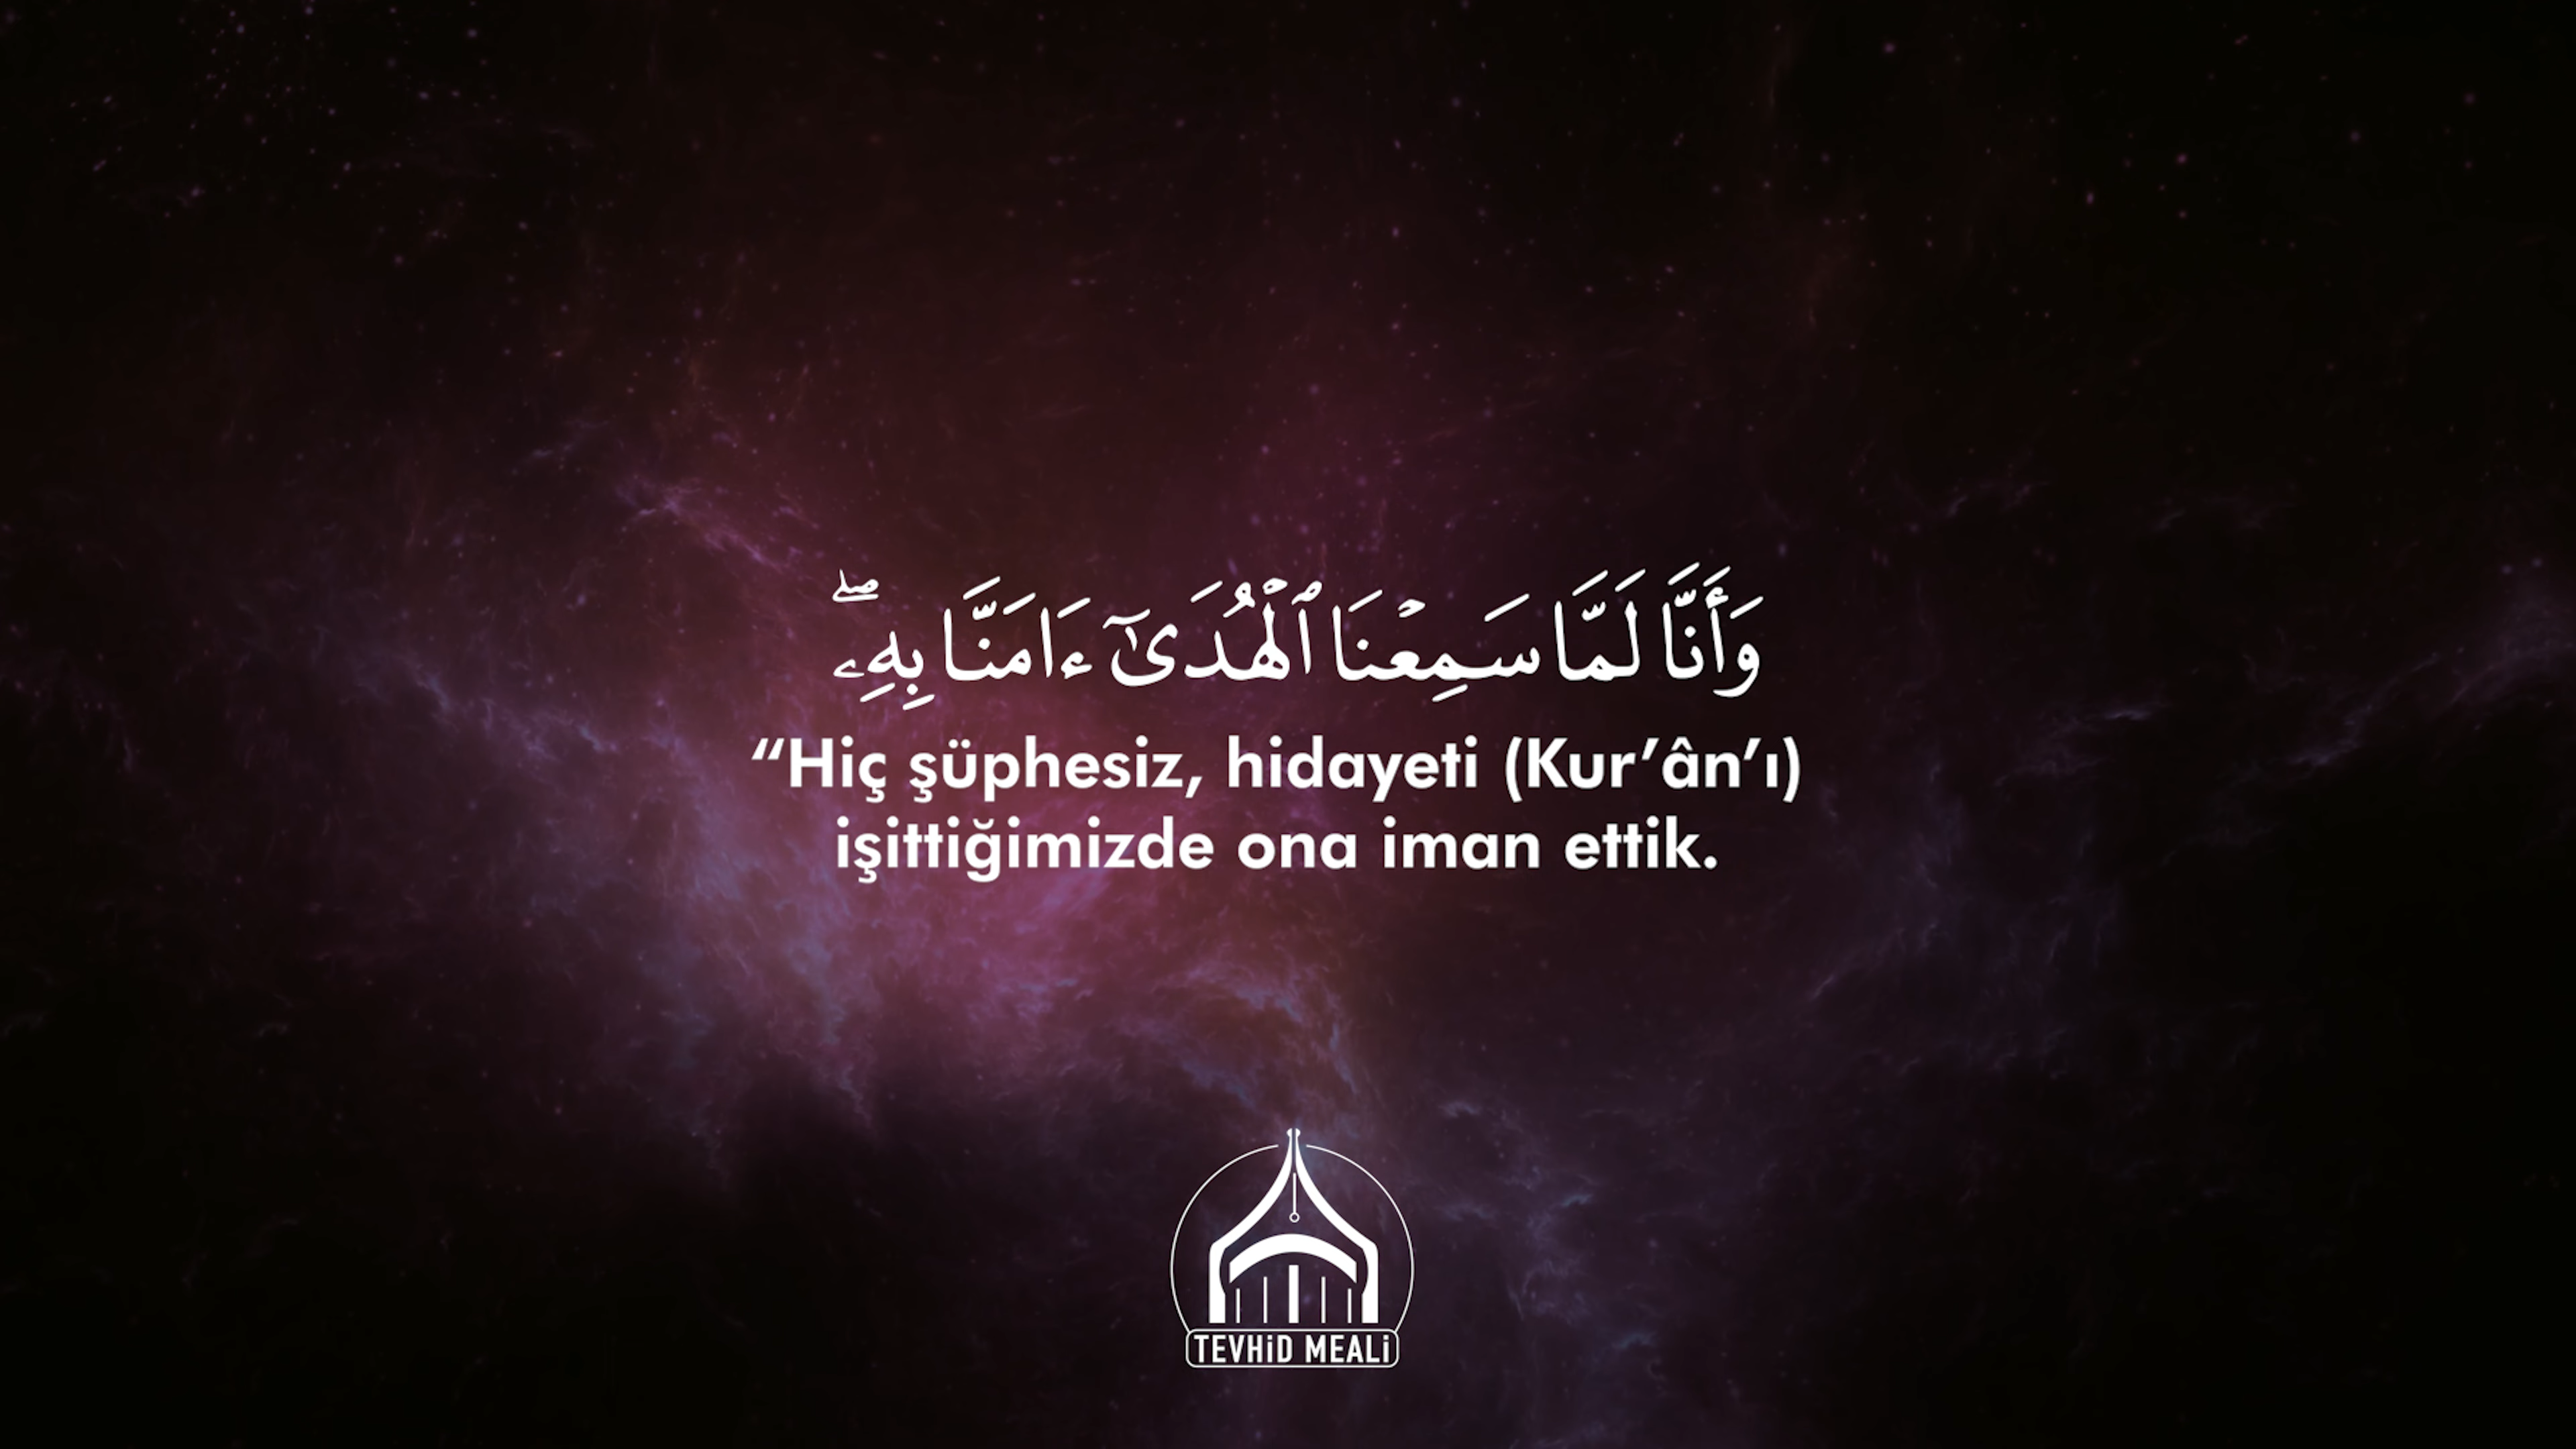 وَأَنَّا لَمَّا سَمِعۡنَا ٱلۡهُدَىٰٓ ءَامَنَّا بِهِۦۖ
“Hiç şüphesiz, hidayeti (Kur’ân’ı)
işittiğimizde ona iman ettik.
TEVHiD MEALi